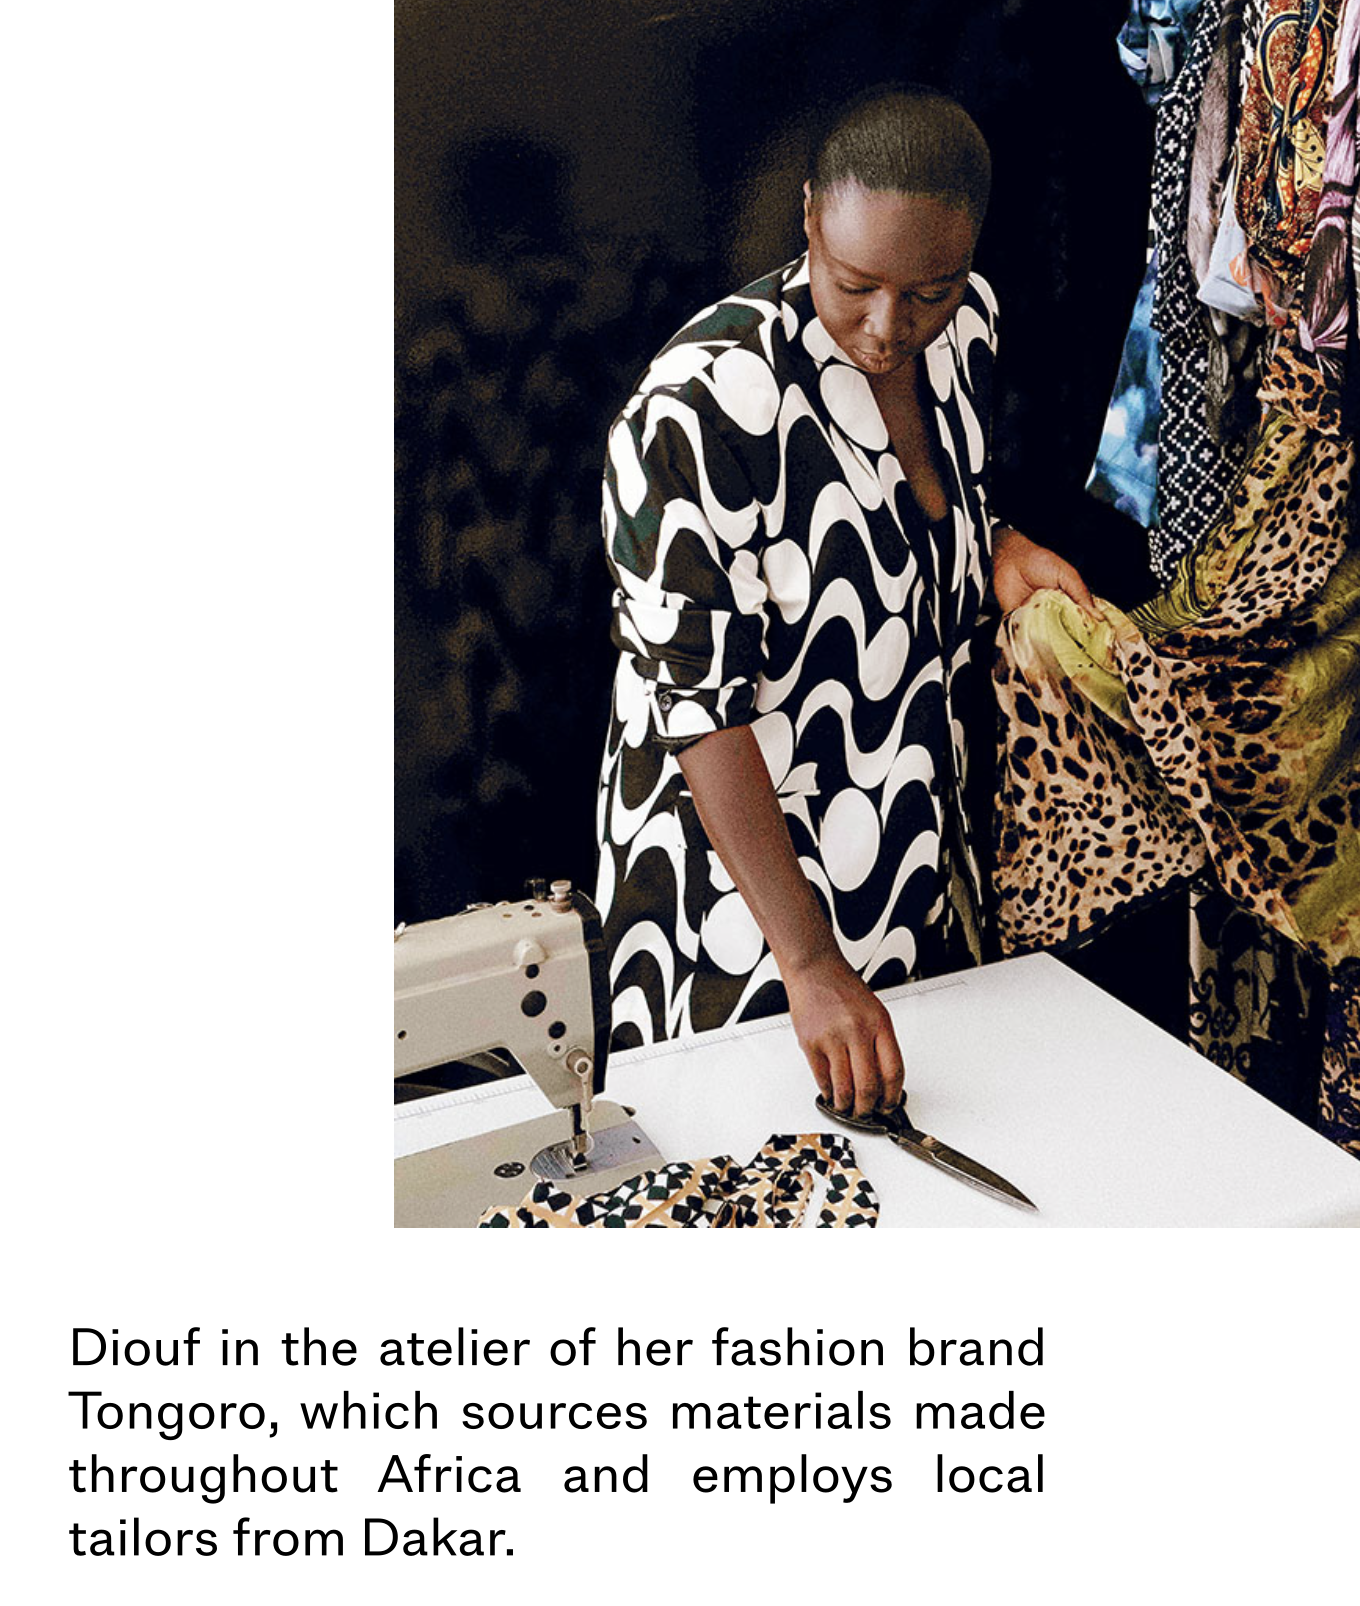 Diouf in the atelier of her fashion brand
Tongoro, which sources materials made
throughout Africa and employs local
tailors from Dakar.